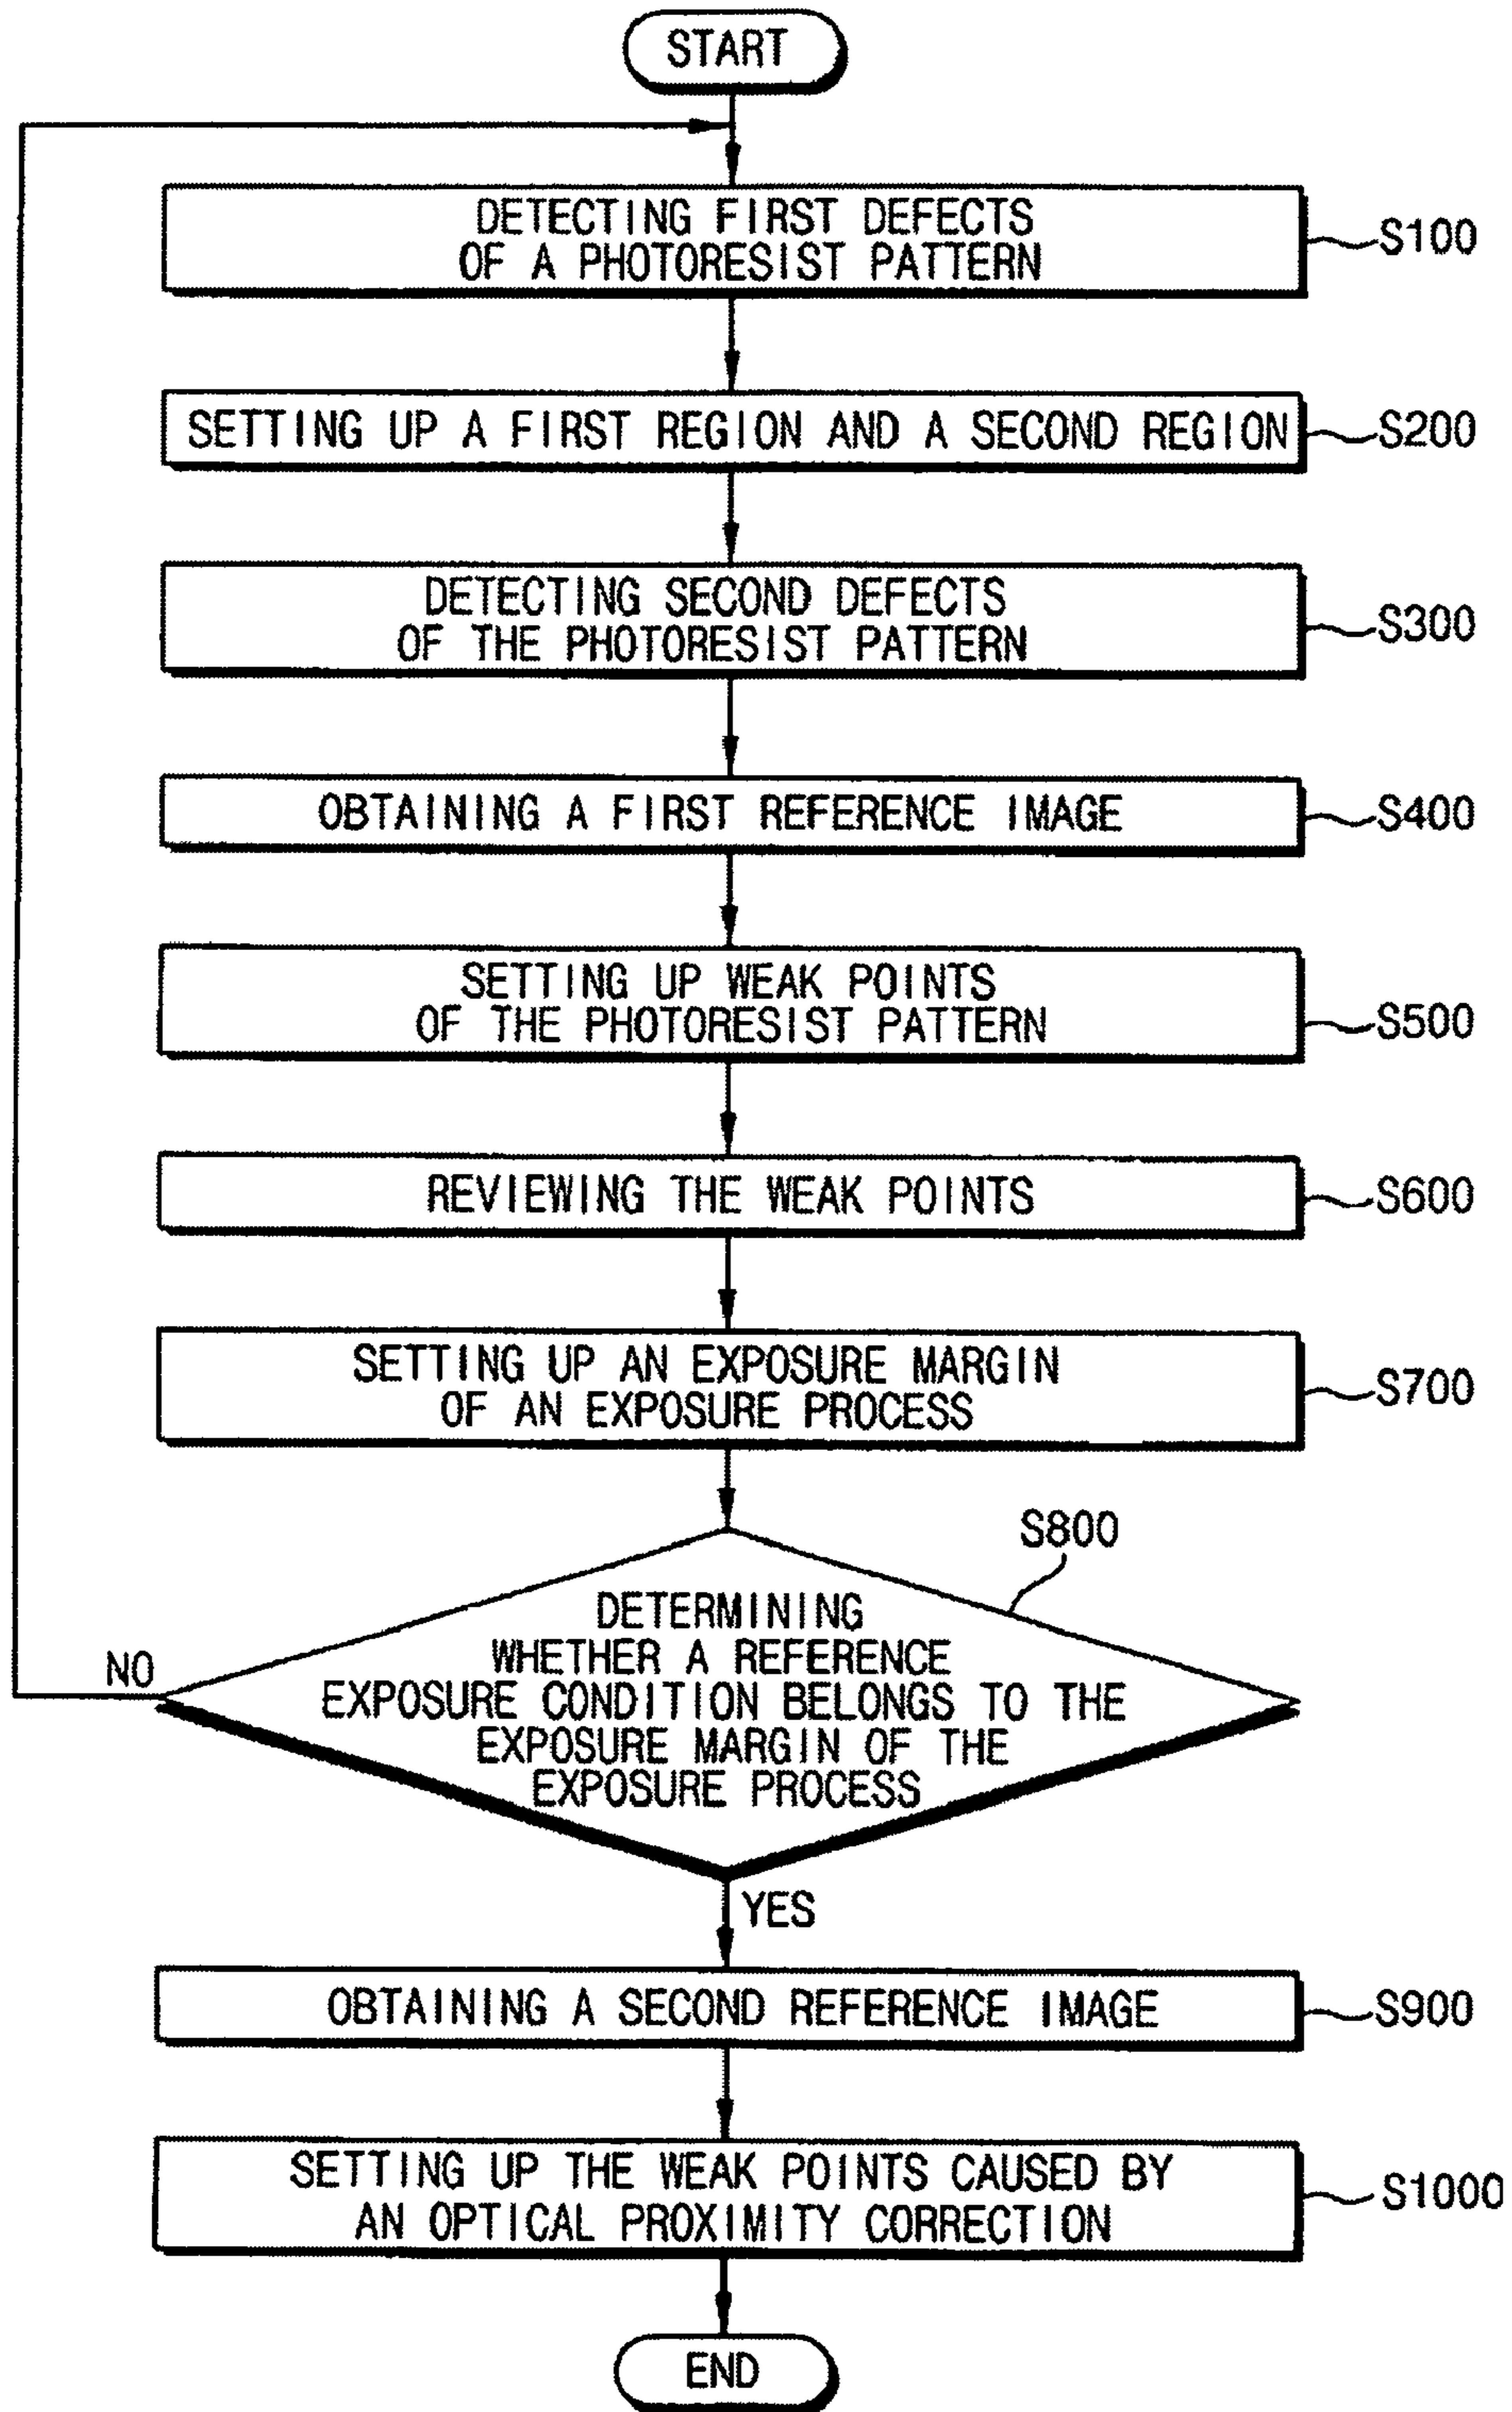 START
DETECTING FIRST DEFECTS
OF A PHOTORESIST PATTERN
S100
SETTING UP A FIRST REGION AND A SECOND REGION
S200
DETECTING SECOND DEFECTS
OF THE PHOTORESIST PATTERN
S300
OBTAINING A FIRST REFERENCE IMAGE
S400
SETTING UP WEAK POINTS
OF THE PHOTORESIST PATTERN
S500
REVIEWING THE WEAK POINTS
S600
SETTING UP AN EXPOSURE MARGIN
OF AN EXPOSURE PROCESS
S700
S800
DETERMINING
WHETHER A REFERENCE
EXPOSURE CONDITION BELONGS TO THE
EXPOSURE MARGIN OF THE
EXPOSURE PROCESS
NO
YES
OBTAINING A SECOND REFERENCE IMAGE
S900
SETTING UP THE WEAK POINTS CAUSED BY
AN OPTICAL PROXIMITY CORRECTION
S1000
END